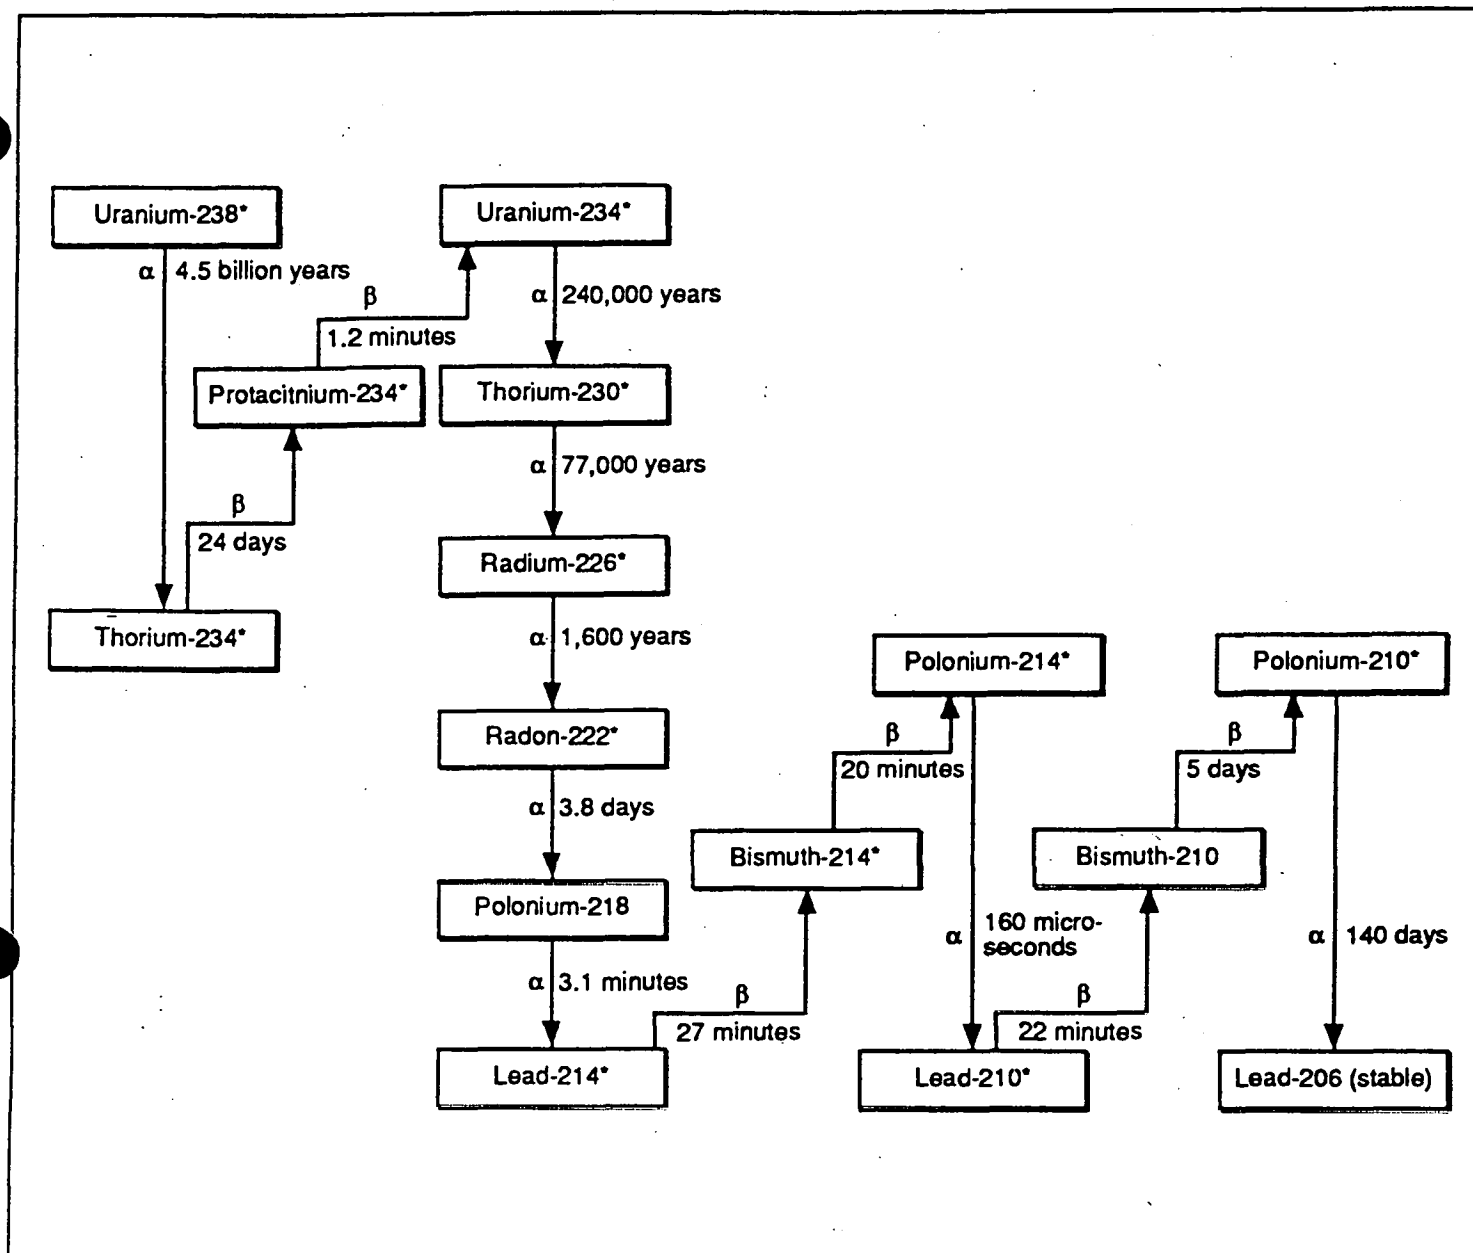 Uranium-238*
α 4.5 billion years
Thorium-234*
β
24 days
Protacitnium-234*
β
1.2 minutes
Uranium-234*
α 240,000 years
Thorium-230*
α 77,000 years
Radium-226*
α 1,600 years
Radon-222*
α 3.8 days
Polonium-218
α 3.1 minutes
Lead-214*
β
27 minutes
Bismuth-214*
β
20 minutes
Polonium-214*
α 160 micro-
seconds
Lead-210*
β
22 minutes
Bismuth-210
β
5 days
Polonium-210*
α 140 days
Lead-206 (stable)